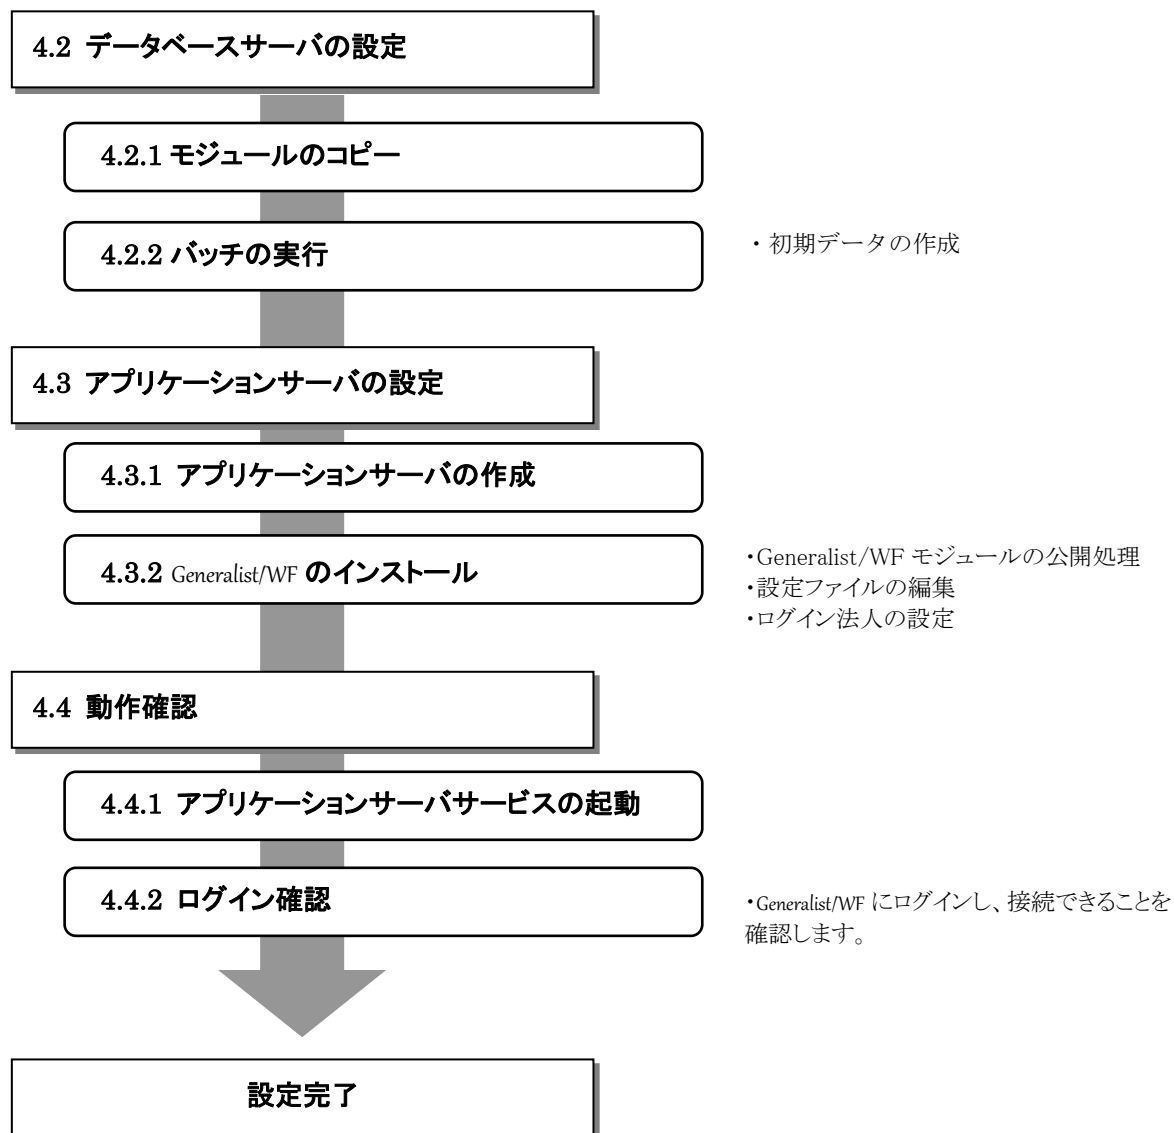 4.2 データベースサーバの設定
4.2.1 モジュールのコピー
4.2.2 バッチの実行
・初期データの作成
4.3 アプリケーションサーバの設定
4.3.1 アプリケーションサーバの作成
4.3.2 Generalist/WF のインストール
・Generalist/WF モジュールの公開処理
・設定ファイルの編集
・ログイン法人の設定
4.4 動作確認
4.4.1 アプリケーションサーバサービスの起動
4.4.2 ログイン確認
・Generalist/WF にログインし、接続できることを
確認します。
設定完了